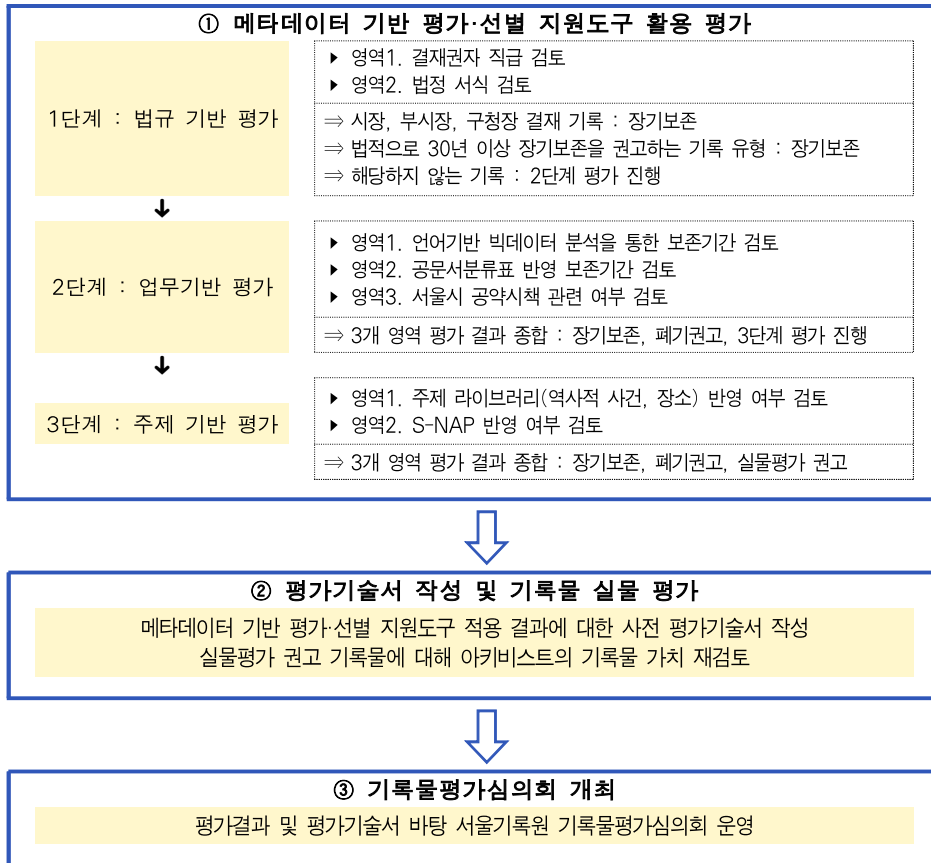 ① 메타데이터 기반 평가·선별 지원도구 활용 평가
1단계 : 법규 기반 평가
▶ 영역1. 결재권자 직급 검토
▶ 영역2. 법정 서식 검토
⇒ 시장, 부시장, 구청장 결재 기록 : 장기보존
⇒ 법적으로 30년 이상 장기보존을 권고하는 기록 유형 : 장기보존
⇒ 해당하지 않는 기록 : 2단계 평가 진행
2단계 : 업무기반 평가
▶ 영역1. 언어기반 빅데이터 분석을 통한 보존기간 검토
▶ 영역2. 공문서분류표 반영 보존기간 검토
▶ 영역3. 서울시 공약시책 관련 여부 검토
⇒ 3개 영역 평가 결과 종합 : 장기보존, 폐기권고, 3단계 평가 진행
3단계 : 주제 기반 평가
▶ 영역1. 주제 라이브러리(역사적 사건, 장소) 반영 여부 검토
▶ 영역2. S-NAP 반영 여부 검토
⇒ 3개 영역 평가 결과 종합 : 장기보존, 폐기권고, 실물평가 권고
② 평가기술서 작성 및 기록물 실물 평가
메타데이터 기반 평가·선별 지원도구 적용 결과에 대한 사전 평가기술서 작성
실물평가 권고 기록물에 대해 아키비스트의 기록물 가치 재검토
③ 기록물평가심의회 개최
평가결과 및 평가기술서 바탕 서울기록원 기록물평가심의회 운영